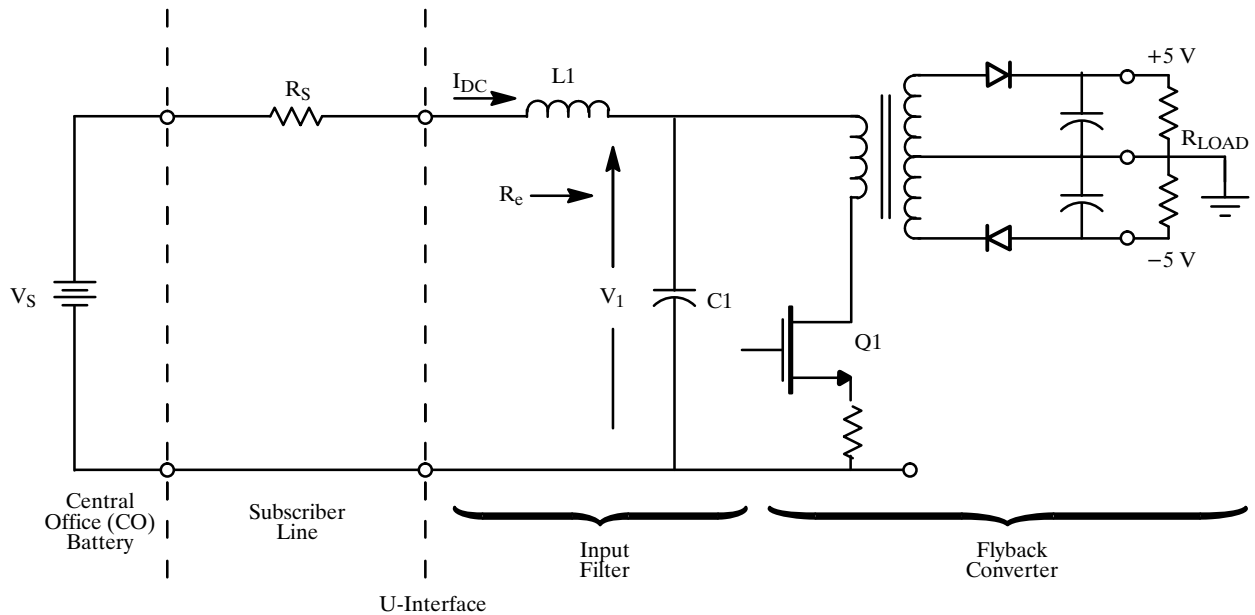 +5 V
I_DC
L1
R_S
R_LOAD
R_e
−5 V
V_S
V_1
C1
Q1
Central
Office (CO)
Battery
Subscriber
Line
Input
Filter
Flyback
Converter
U-Interface